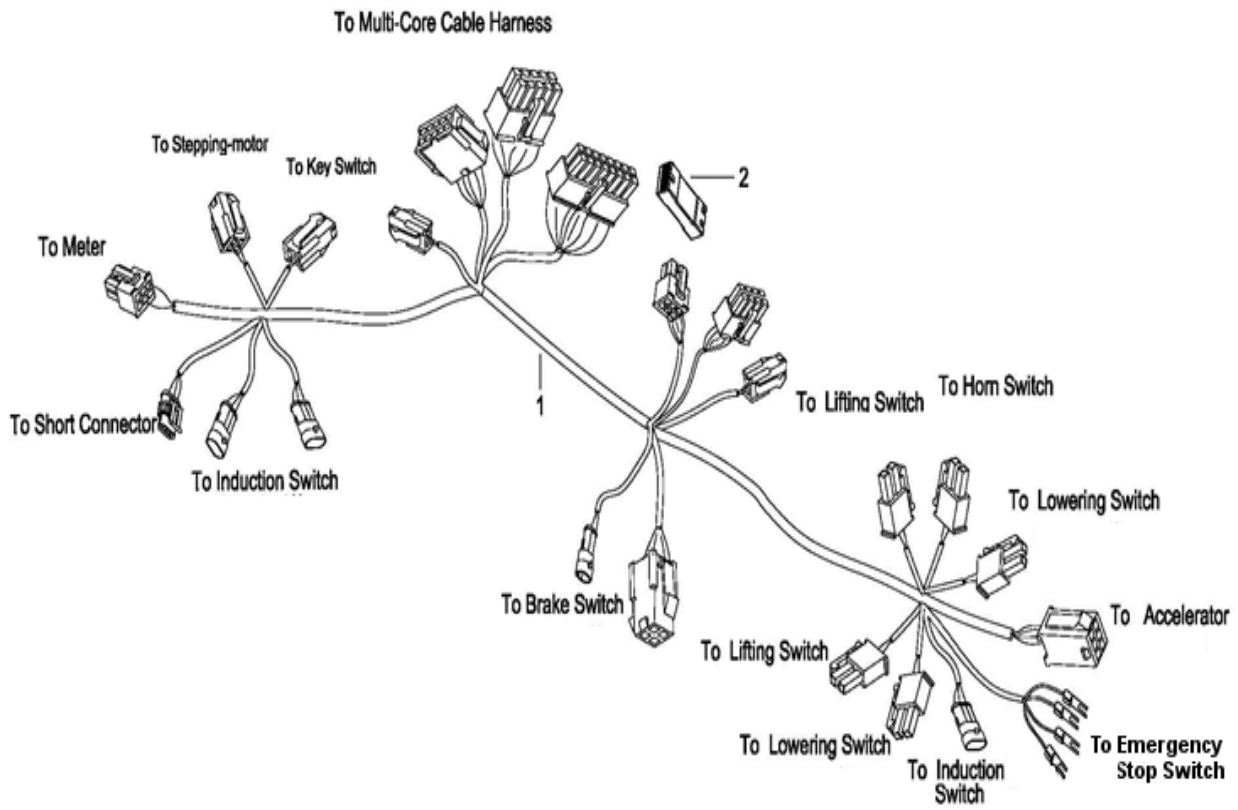 To Multi-Core Cable Harness
To Stepping-motor
To Key Switch
2
To Meter
1
To Lifting Switch
To Horn Switch
To Short Connector
To Induction Switch
To Lowering Switch
To Brake Switch
To Accelerator
To Lifting Switch
To Lowering Switch
To Induction
Switch
To Emergency
Stop Switch